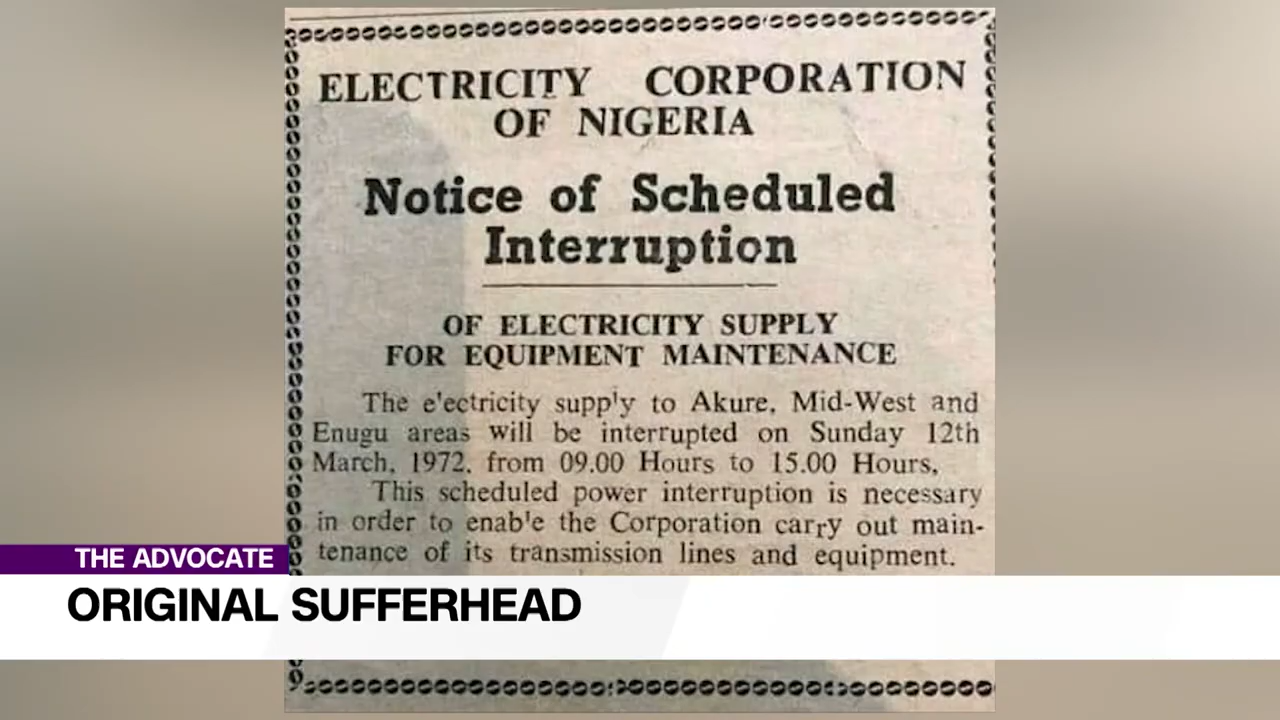 ELECTRICITY CORPORATION
OF NIGERIA
Notice of Scheduled
Interruption
OF ELECTRICITY SUPPLY
FOR EQUIPMENT MAINTENANCE
The e'ectricity supp'y to Akure, Mid-West and
Enugu areas will be interrupted on Sunday 12th
March, 1972, from 09.00 Hours to 15.00 Hours,
This scheduled power interruption is necessary
in order to enab'e the Corporation carry out main-
tenance of its transmission lines and equipment.
THE ADVOCATE
ORIGINAL SUFFERHEAD